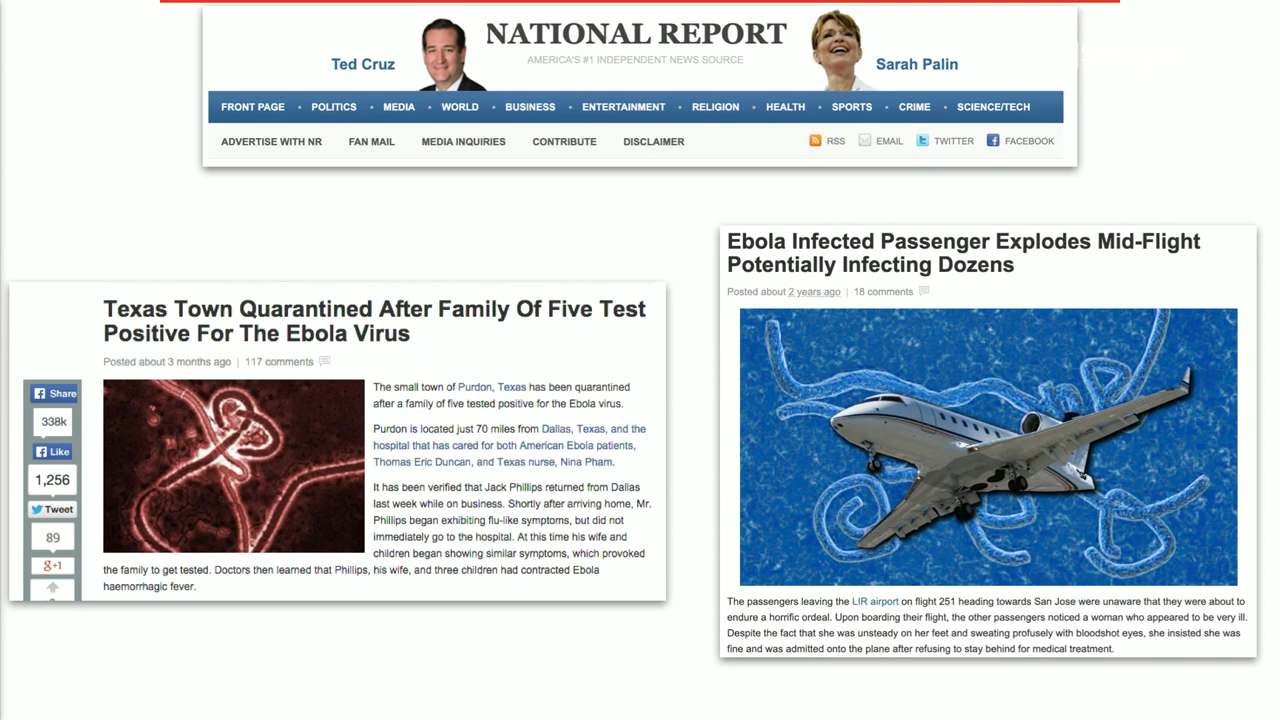 Ted Cruz
NATIONAL REPORT
AMERICA'S #1 INDEPENDENT NEWS SOURCE
Sarah Palin
FRONT PAGE • POLITICS • MEDIA • WORLD • BUSINESS • ENTERTAINMENT • RELIGION • HEALTH • SPORTS • CRIME • SCIENCE/TECH
ADVERTISE WITH NR FAN MAIL MEDIA INQUIRIES CONTRIBUTE DISCLAIMER RSS EMAIL TWITTER FACEBOOK
Texas Town Quarantined After Family Of Five Test
Positive For The Ebola Virus
Posted about 3 months ago | 117 comments
Share
338k
Like
1,256
Tweet
89
g+1
The small town of Purdon, Texas has been quarantined
after a family of five tested positive for the Ebola virus.
Purdon is located just 70 miles from Dallas, Texas, and the
hospital that has cared for both American Ebola patients,
Thomas Eric Duncan, and Texas nurse, Nina Pham.
It has been verified that Jack Phillips returned from Dallas
last week while on business. Shortly after arriving home, Mr.
Phillips began exhibiting flu-like symptoms, but did not
immediately go to the hospital. At this time his wife and
children began showing similar symptoms, which provoked
the family to get tested. Doctors then learned that Phillips, his wife, and three children had contracted Ebola
haemorrhagic fever.
Ebola Infected Passenger Explodes Mid-Flight
Potentially Infecting Dozens
Posted about 2 years ago | 18 comments
The passengers leaving the LIR airport on flight 251 heading towards San Jose were unaware that they were about to
endure a horrific ordeal. Upon boarding their flight, the other passengers noticed a woman who appeared to be very ill.
Despite the fact that she was unsteady on her feet and sweating profusely with bloodshot eyes, she insisted she was
fine and was admitted onto the plane after refusing to stay behind for medical treatment.